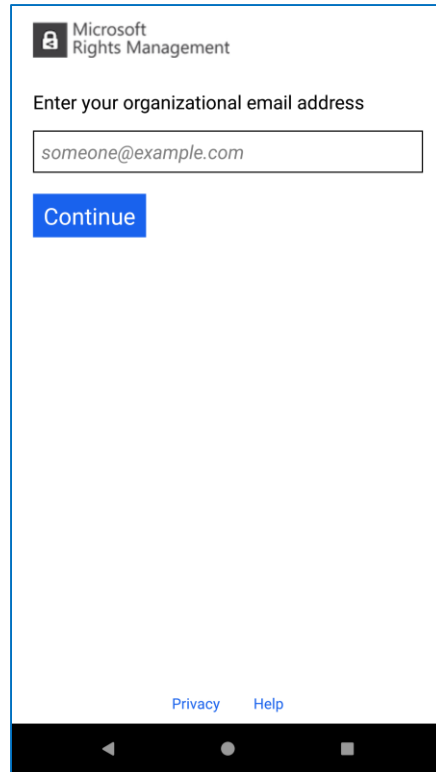 Microsoft
Rights Management
Enter your organizational email address
someone@example.com
Continue
Privacy Help